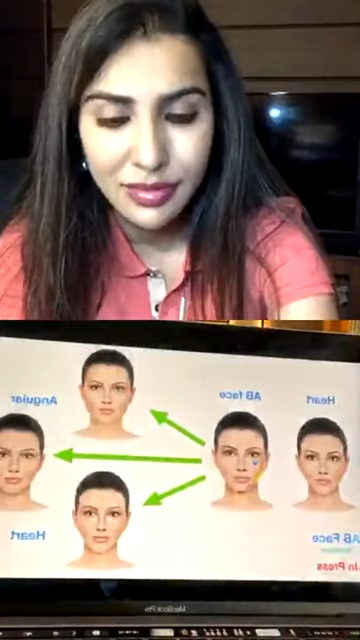 Heart
AB face
Angular
Heart
AB Face
In Press
MacBook Pro